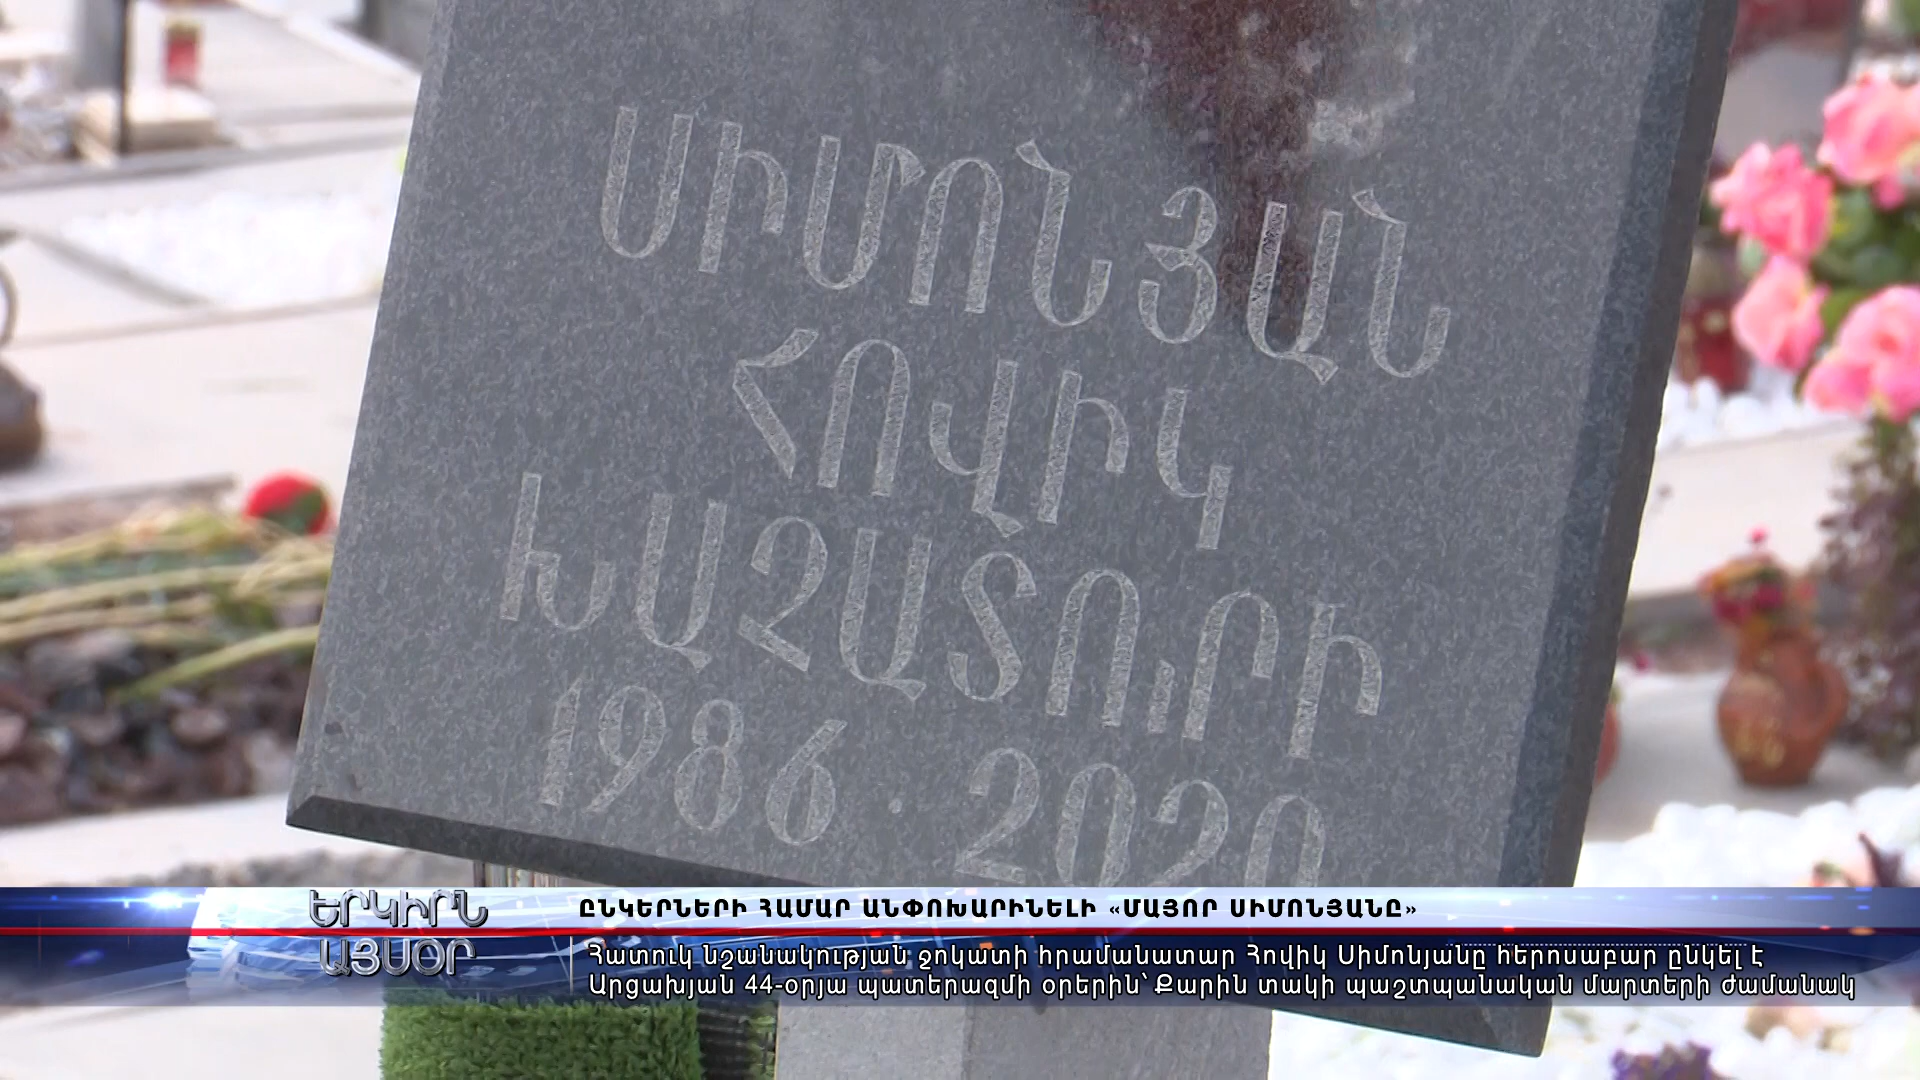 ՍԻՄՈՆՅԱՆ
ՀՈՎԻԿ
ԽԱՉԱՏՈՒՐԻ
1986 · 2020
ԵՐԿԻՐՆ
ԱՅՍՕՐ
ԸՆԿԵՐՆԵՐԻ ՀԱՄԱՐ ԱՆՓՈԽԱՐԻՆԵԼԻ «ՄԱՅՈՐ ՍԻՄՈՆՅԱՆԸ»
Հատուկ նշանակության ջոկատի հրամանատար Հովիկ Սիմոնյանը հերոսաբար ընկել է
Արցախյան 44-օրյա պատերազմի օրերին՝ Քարին տակի պաշտպանական մարտերի ժամանակ